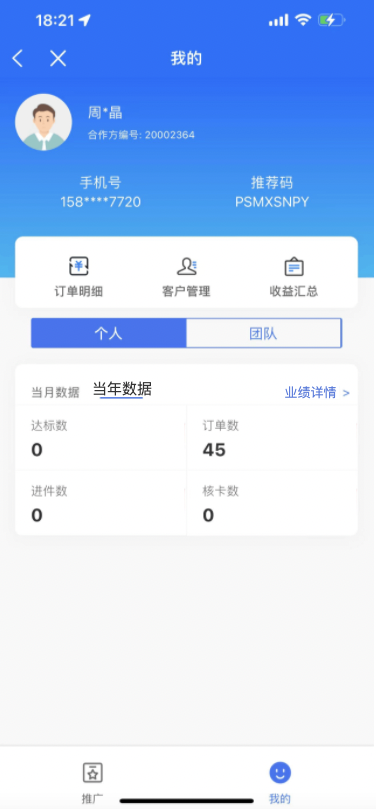 18:21
我的
周*晶
合作方编号: 20002364
手机号 推荐码
158****7720 PSMXSNPY
订单明细 客户管理 收益汇总
个人 团队
当月数据 当年数据 业绩详情 >
达标数 订单数
0 45
进件数 核卡数
0 0
推广 我的